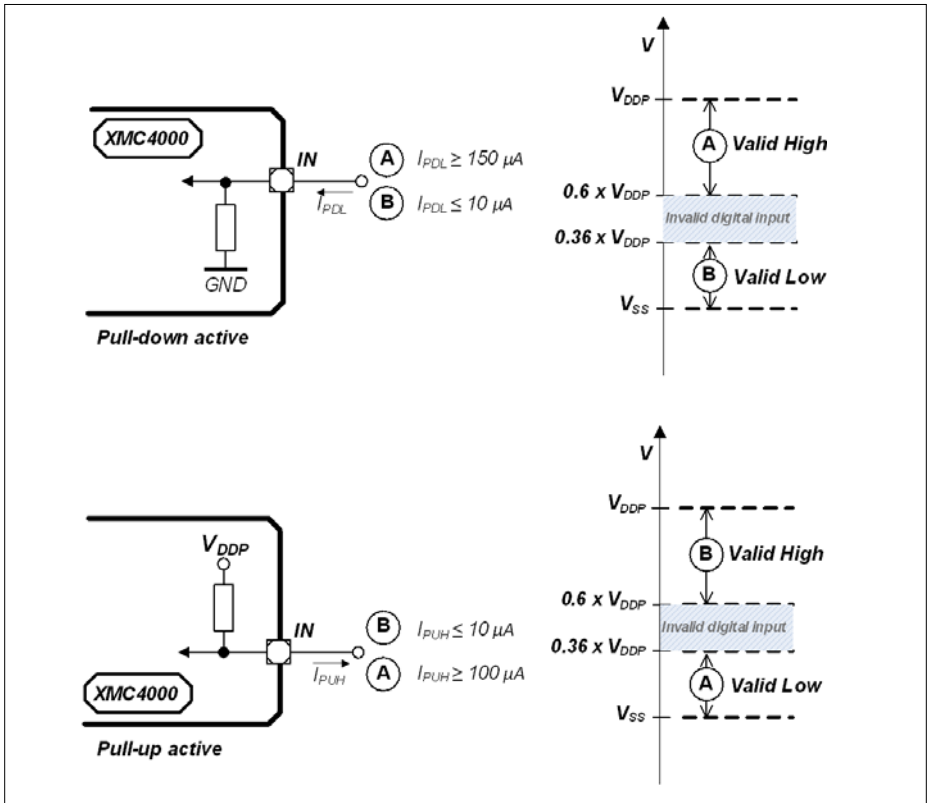 V
V_DDP
XMC4000
IN
A I_PDL ≥ 150 μA
A Valid High
I_PDL
B I_PDL ≤ 10 μA
0.6 x V_DDP
Invalid digital input
0.36 x V_DDP
GND
B Valid Low
V_SS
Pull-down active
V
V_DDP
V_DDP
B Valid High
0.6 x V_DDP
IN
B I_PUH ≤ 10 μA
Invalid digital input
0.36 x V_DDP
I_PUH
A I_PUH ≥ 100 μA
XMC4000
A Valid Low
V_SS
Pull-up active